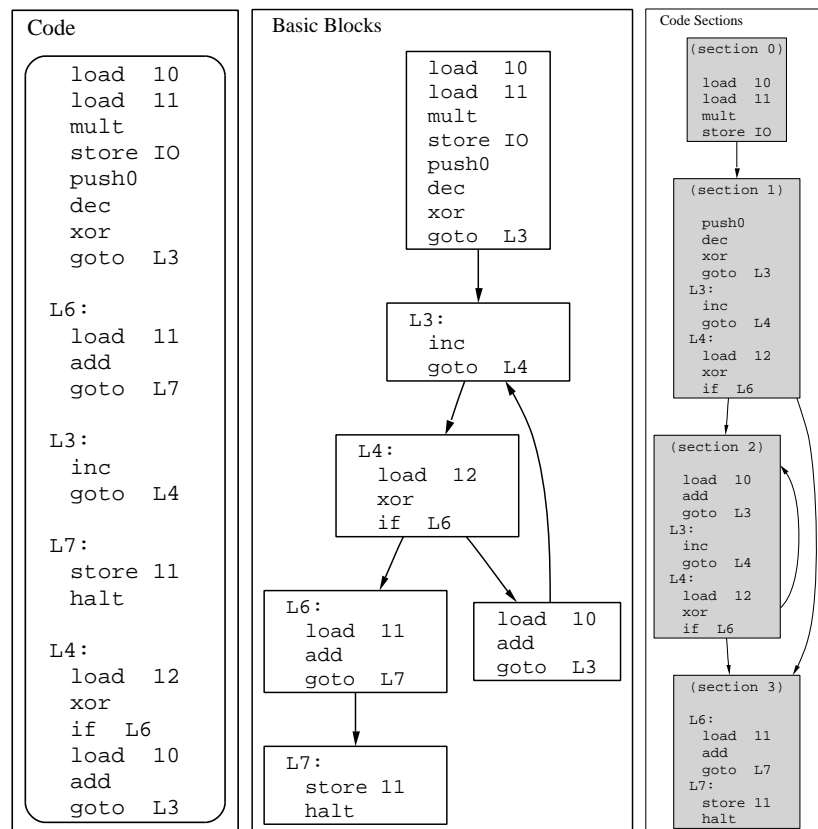 Code
load 10
load 11
mult
store IO
push0
dec
xor
goto L3
L6:
load 11
add
goto L7
L3:
inc
goto L4
L7:
store 11
halt
L4:
load 12
xor
if L6
load 10
add
goto L3
Basic Blocks
load 10
load 11
mult
store IO
push0
dec
xor
goto L3
L3:
inc
goto L4
L4:
load 12
xor
if L6
L6:
load 11
add
goto L7
load 10
add
goto L3
L7:
store 11
halt
Code Sections
(section 0)
load 10
load 11
mult
store IO
(section 1)
push0
dec
xor
goto L3
L3:
inc
goto L4
L4:
load 12
xor
if L6
(section 2)
load 10
add
goto L3
L3:
inc
goto L4
L4:
load 12
xor
if L6
(section 3)
L6:
load 11
add
goto L7
L7:
store 11
halt